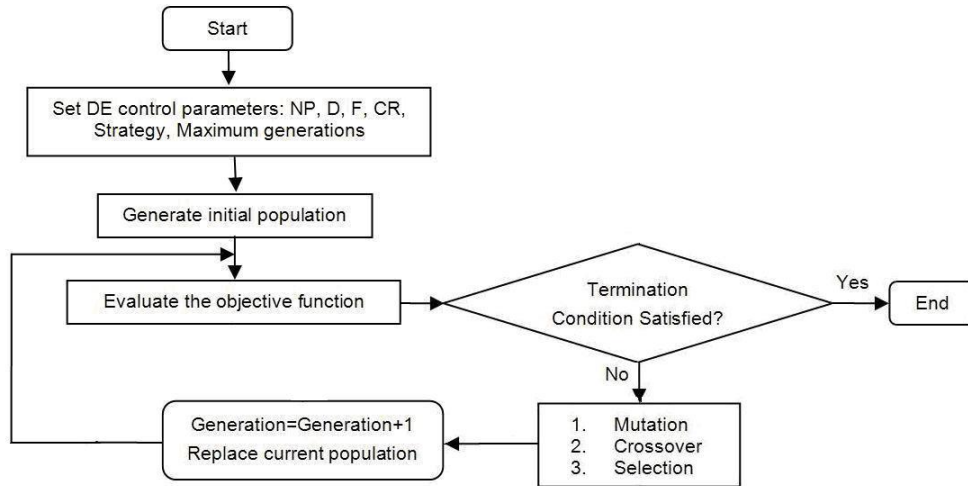 Start
Set DE control parameters: NP, D, F, CR,
Strategy, Maximum generations
Generate initial population
Evaluate the objective function
Termination
Condition Satisfied?
Yes
End
No
1. Mutation
2. Crossover
3. Selection
Generation=Generation+1
Replace current population